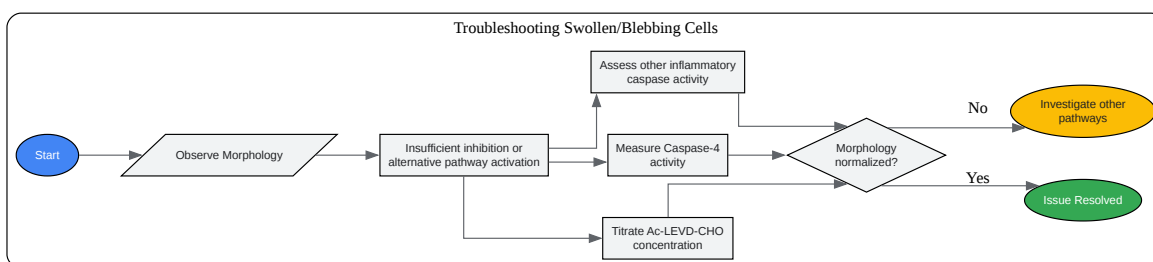 Troubleshooting Swollen/Blebbing Cells
Start
Observe Morphology
Insufficient inhibition or
alternative pathway activation
Assess other inflammatory
caspase activity
Measure Caspase-4
activity
Titrate Ac-LEVD-CHO
concentration
Morphology
normalized?
No
Investigate other
pathways
Yes
Issue Resolved